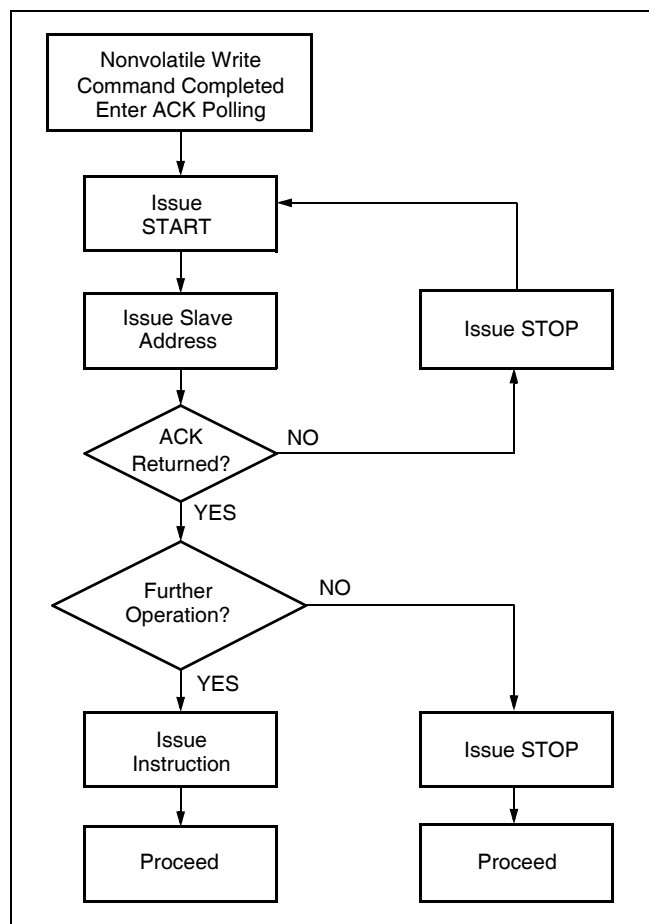 Nonvolatile Write
Command Completed
Enter ACK Polling
Issue
START
Issue Slave
Address
Issue STOP
ACK
Returned?
NO
YES
Further
Operation?
NO
YES
Issue
Instruction
Issue STOP
Proceed
Proceed